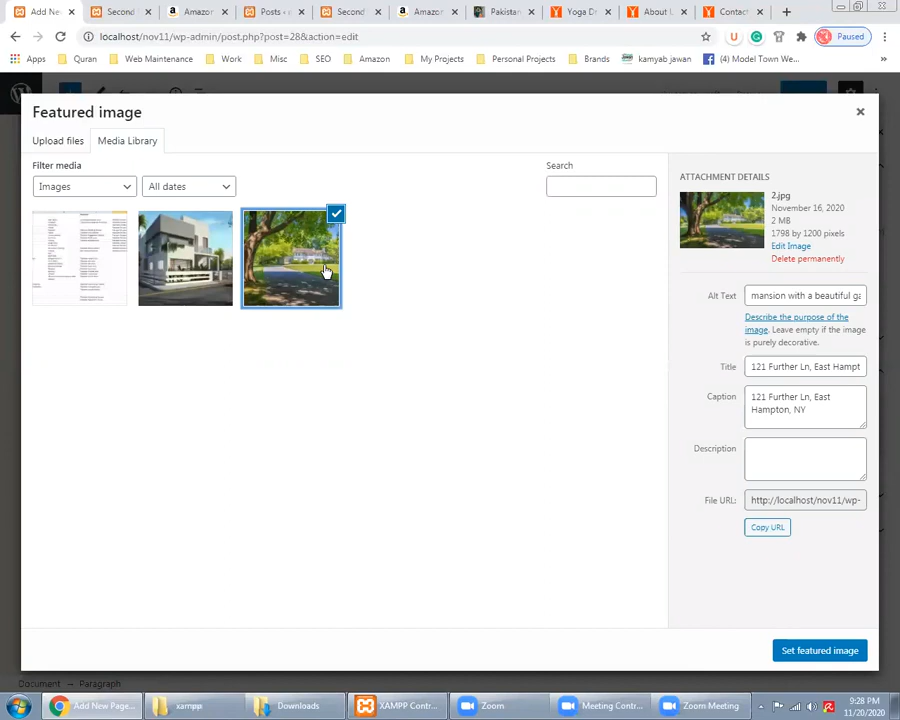 Add Ne
Second
Amazon
Posts ‹
Second
Amazon
Pakistan
Yoga D
About U
Contact
localhost/nov11/wp-admin/post.php?post=28&action=edit
Paused
Apps
Quran
Web Maintenance
Work
Misc
SEO
Amazon
My Projects
Personal Projects
Brands
kamyab jawan
(Model Town We...
»
Featured image
Upload files
Media Library
Filter media
Images
All dates
Search
ATTACHMENT DETAILS
2.jpg
November 16, 2020
2 MB
1798 by 1200 pixels
Edit Image
Delete permanently
Alt Text
mansion with a beautiful ga
Describe the purpose of the
image. Leave empty if the image
is purely decorative.
Title
121 Further Ln, East Hampt
Caption
121 Further Ln, East
Hampton, NY
Description
File URL:
http://localhost/nov11/wp-
Copy URL
Set featured image
Document → Paragraph
Add New Page...
xampp
Downloads
XAMPP Contr...
Zoom
Meeting Contr...
Zoom Meeting
9:28 PM
11/20/2020